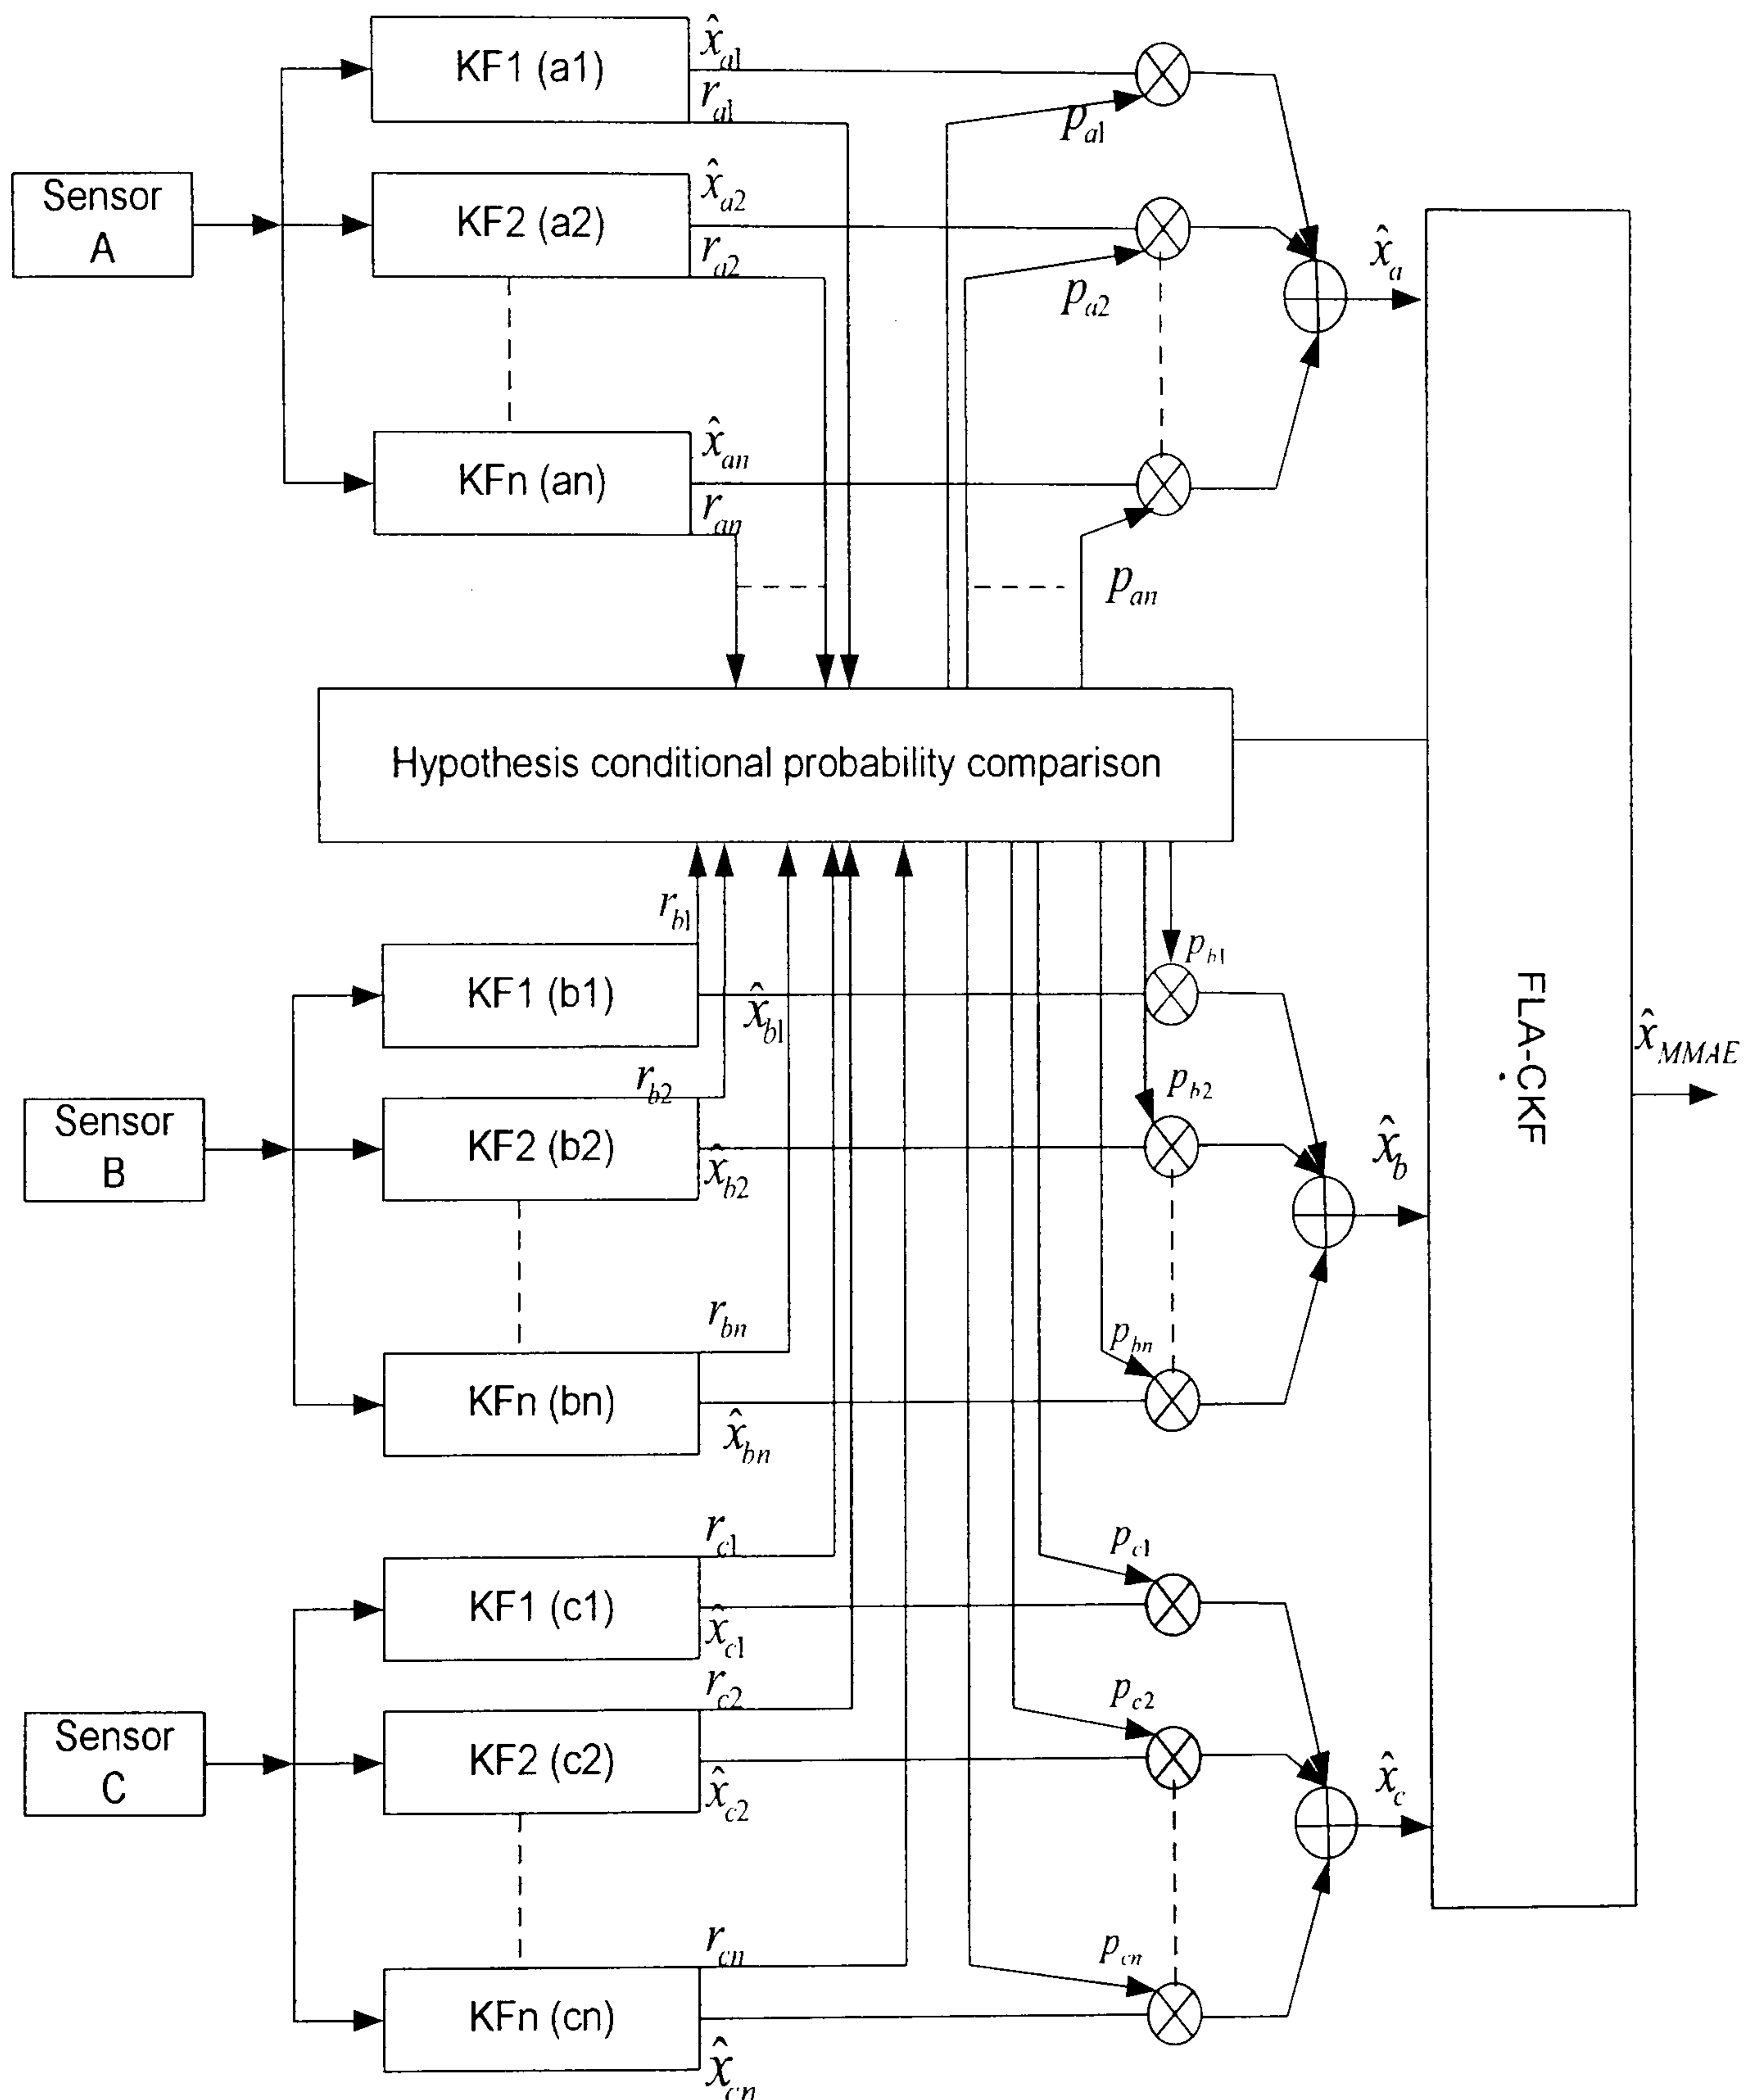 x̂a1
KF1 (a1)
ra1
pa1
Sensor
A
x̂a2
KF2 (a2)
ra2
pa2
x̂a
x̂an
KFn (an)
ran
pan
Hypothesis conditional probability comparison
rb1
pb1
KF1 (b1)
x̂b1
FLA-CKF
x̂MMAE
rb2
pb2
Sensor
B
KF2 (b2)
x̂b2
x̂b
rbn
pbn
KFn (bn)
x̂bn
rc1
pc1
KF1 (c1)
x̂c1
rc2
pc2
Sensor
C
KF2 (c2)
x̂c2
x̂c
rcn
pcn
KFn (cn)
x̂cn